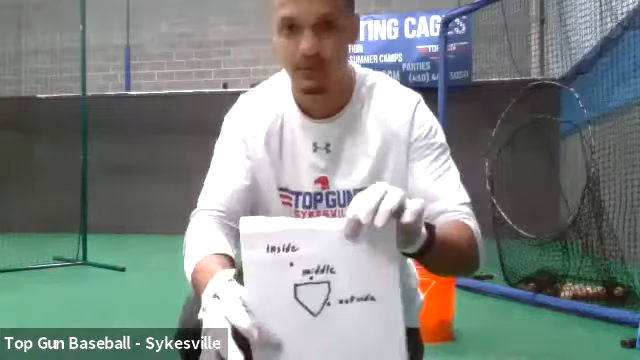 TING CAGES
SUMMER CAMPS
PARTIES
TOPGUN
SYKESVILLE
inside
middle
outside
Top Gun Baseball - Sykesville